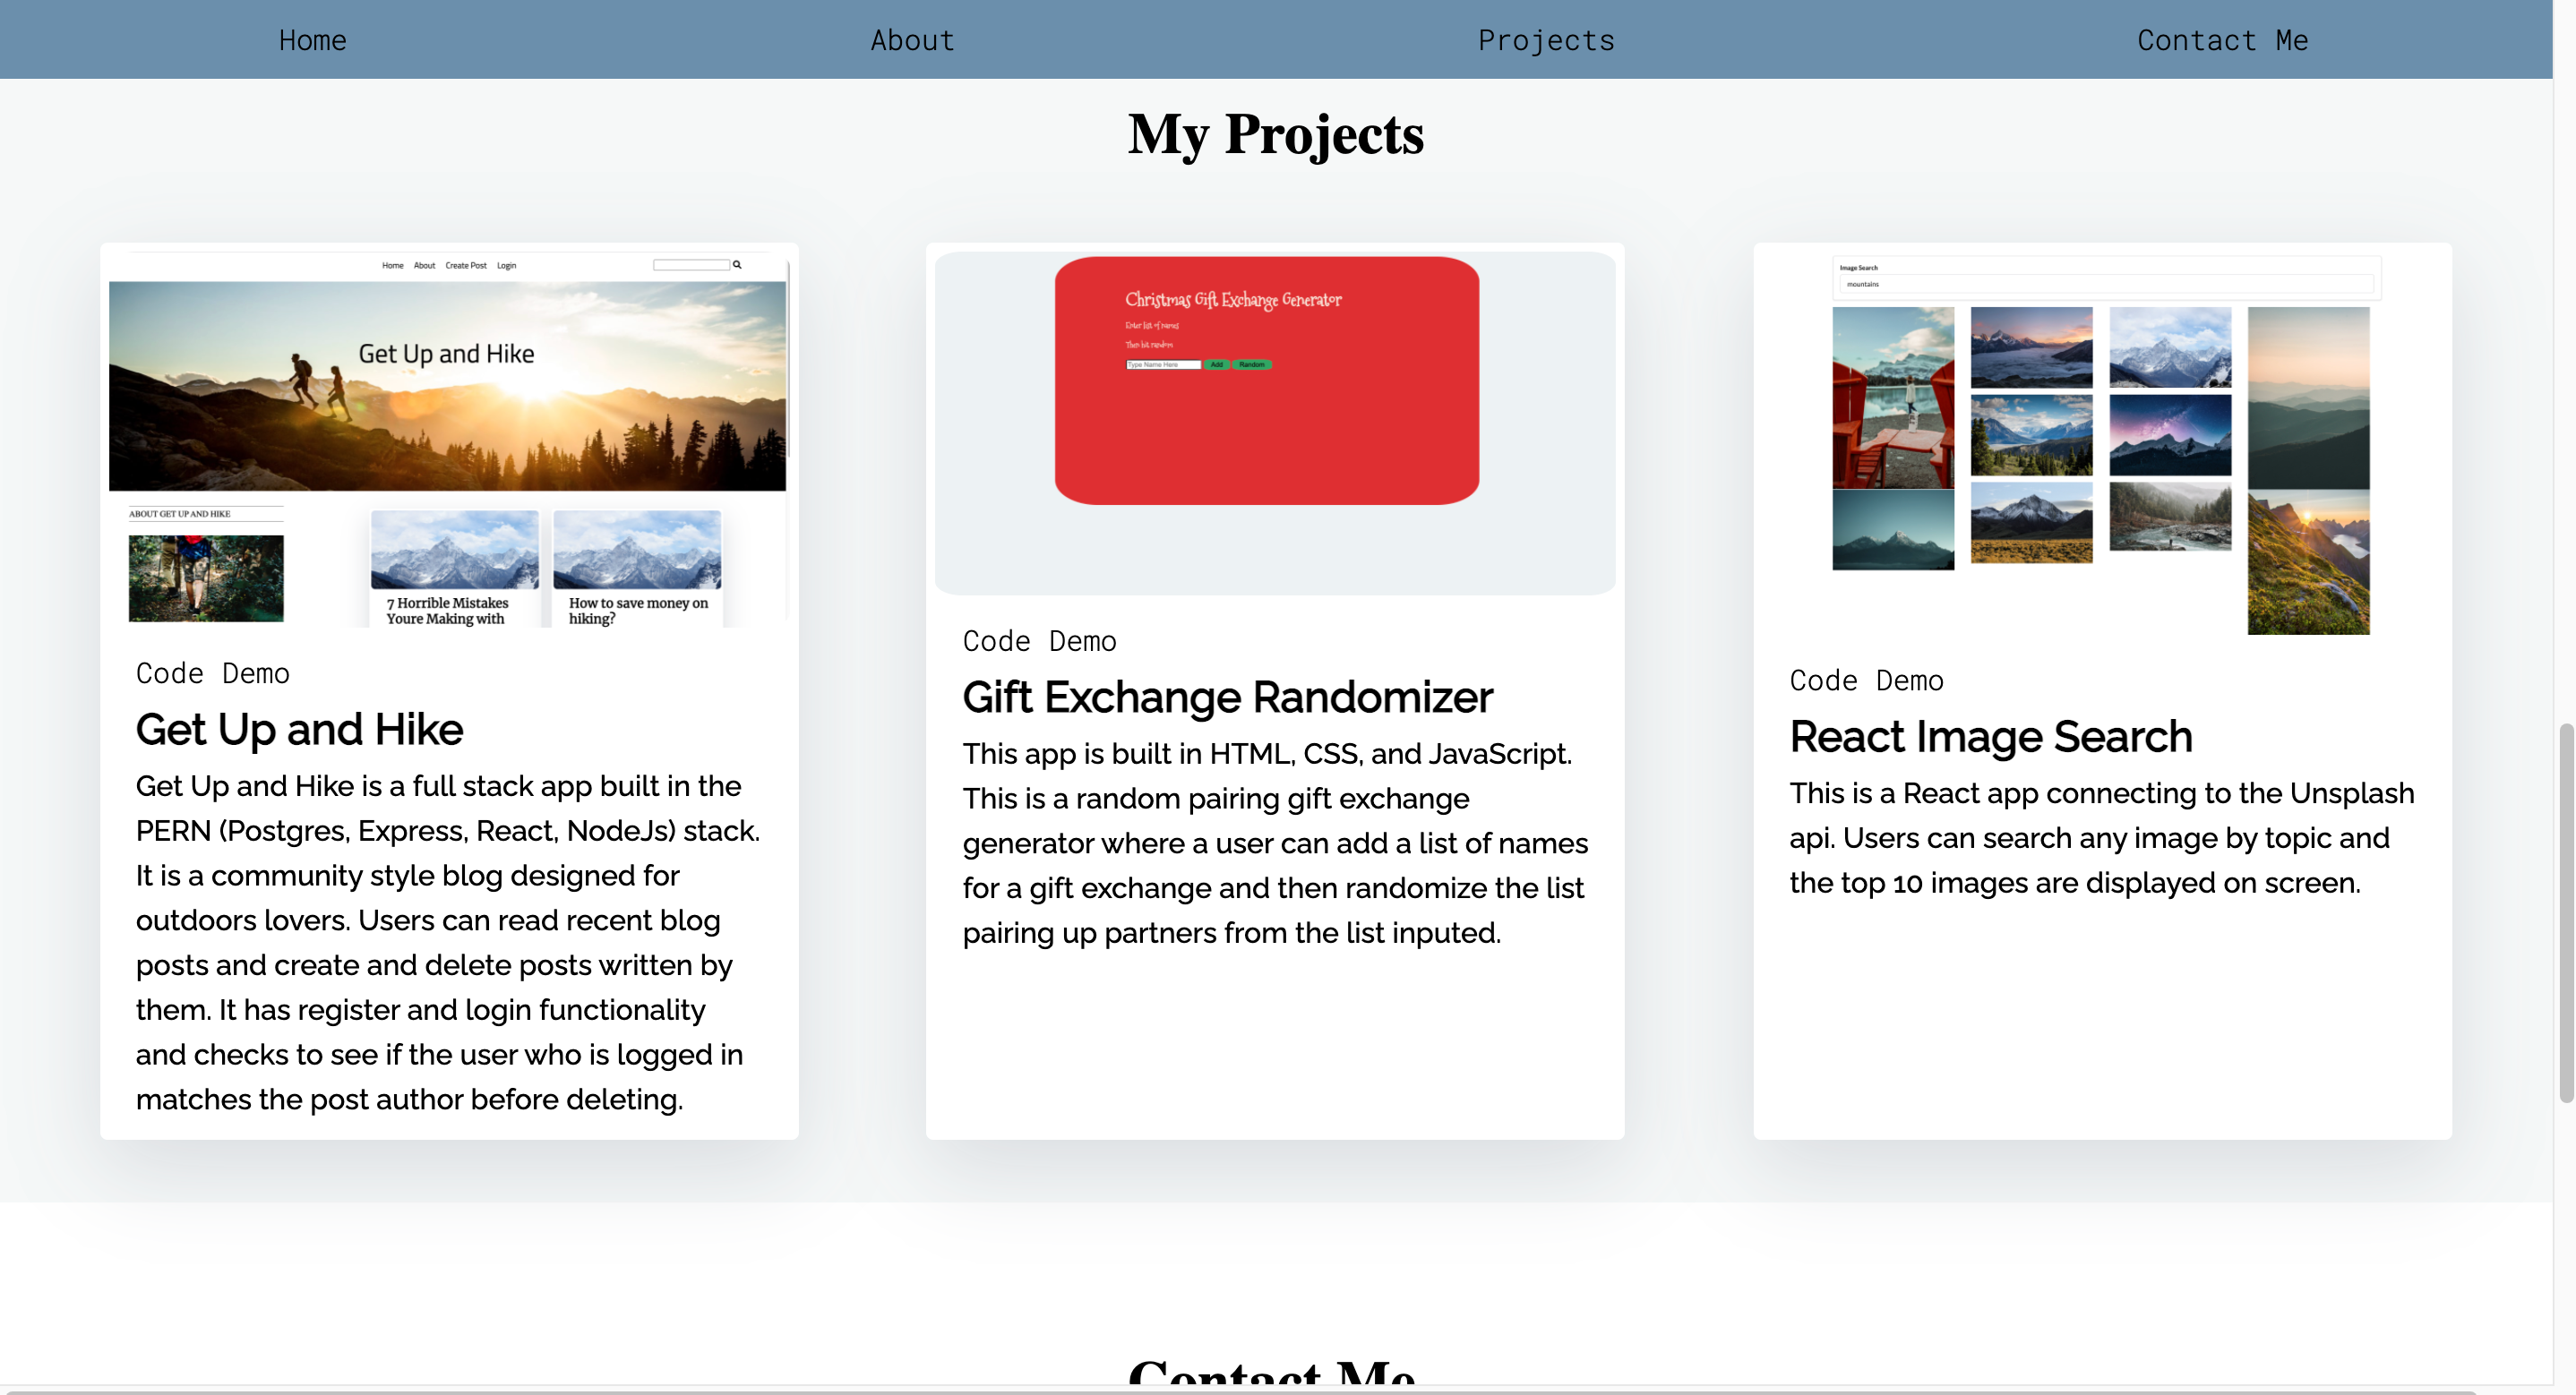 Home About Projects Contact Me
My Projects
Home About Create Post Login
Get Up and Hike
ABOUT GET UP AND HIKE
7 Horrible Mistakes
Youre Making with
How to save money on
hiking?
Code Demo
Get Up and Hike
Get Up and Hike is a full stack app built in the
PERN (Postgres, Express, React, NodeJs) stack.
It is a community style blog designed for
outdoors lovers. Users can read recent blog
posts and create and delete posts written by
them. It has register and login functionality
and checks to see if the user who is logged in
matches the post author before deleting.
Christmas Gift Exchange Generator
Enter list of names
Then hit random
Type Name Here Add Random
Code Demo
Gift Exchange Randomizer
This app is built in HTML, CSS, and JavaScript.
This is a random pairing gift exchange
generator where a user can add a list of names
for a gift exchange and then randomize the list
pairing up partners from the list inputed.
Image Search
mountains
Code Demo
React Image Search
This is a React app connecting to the Unsplash
api. Users can search any image by topic and
the top 10 images are displayed on screen.
Contact Me